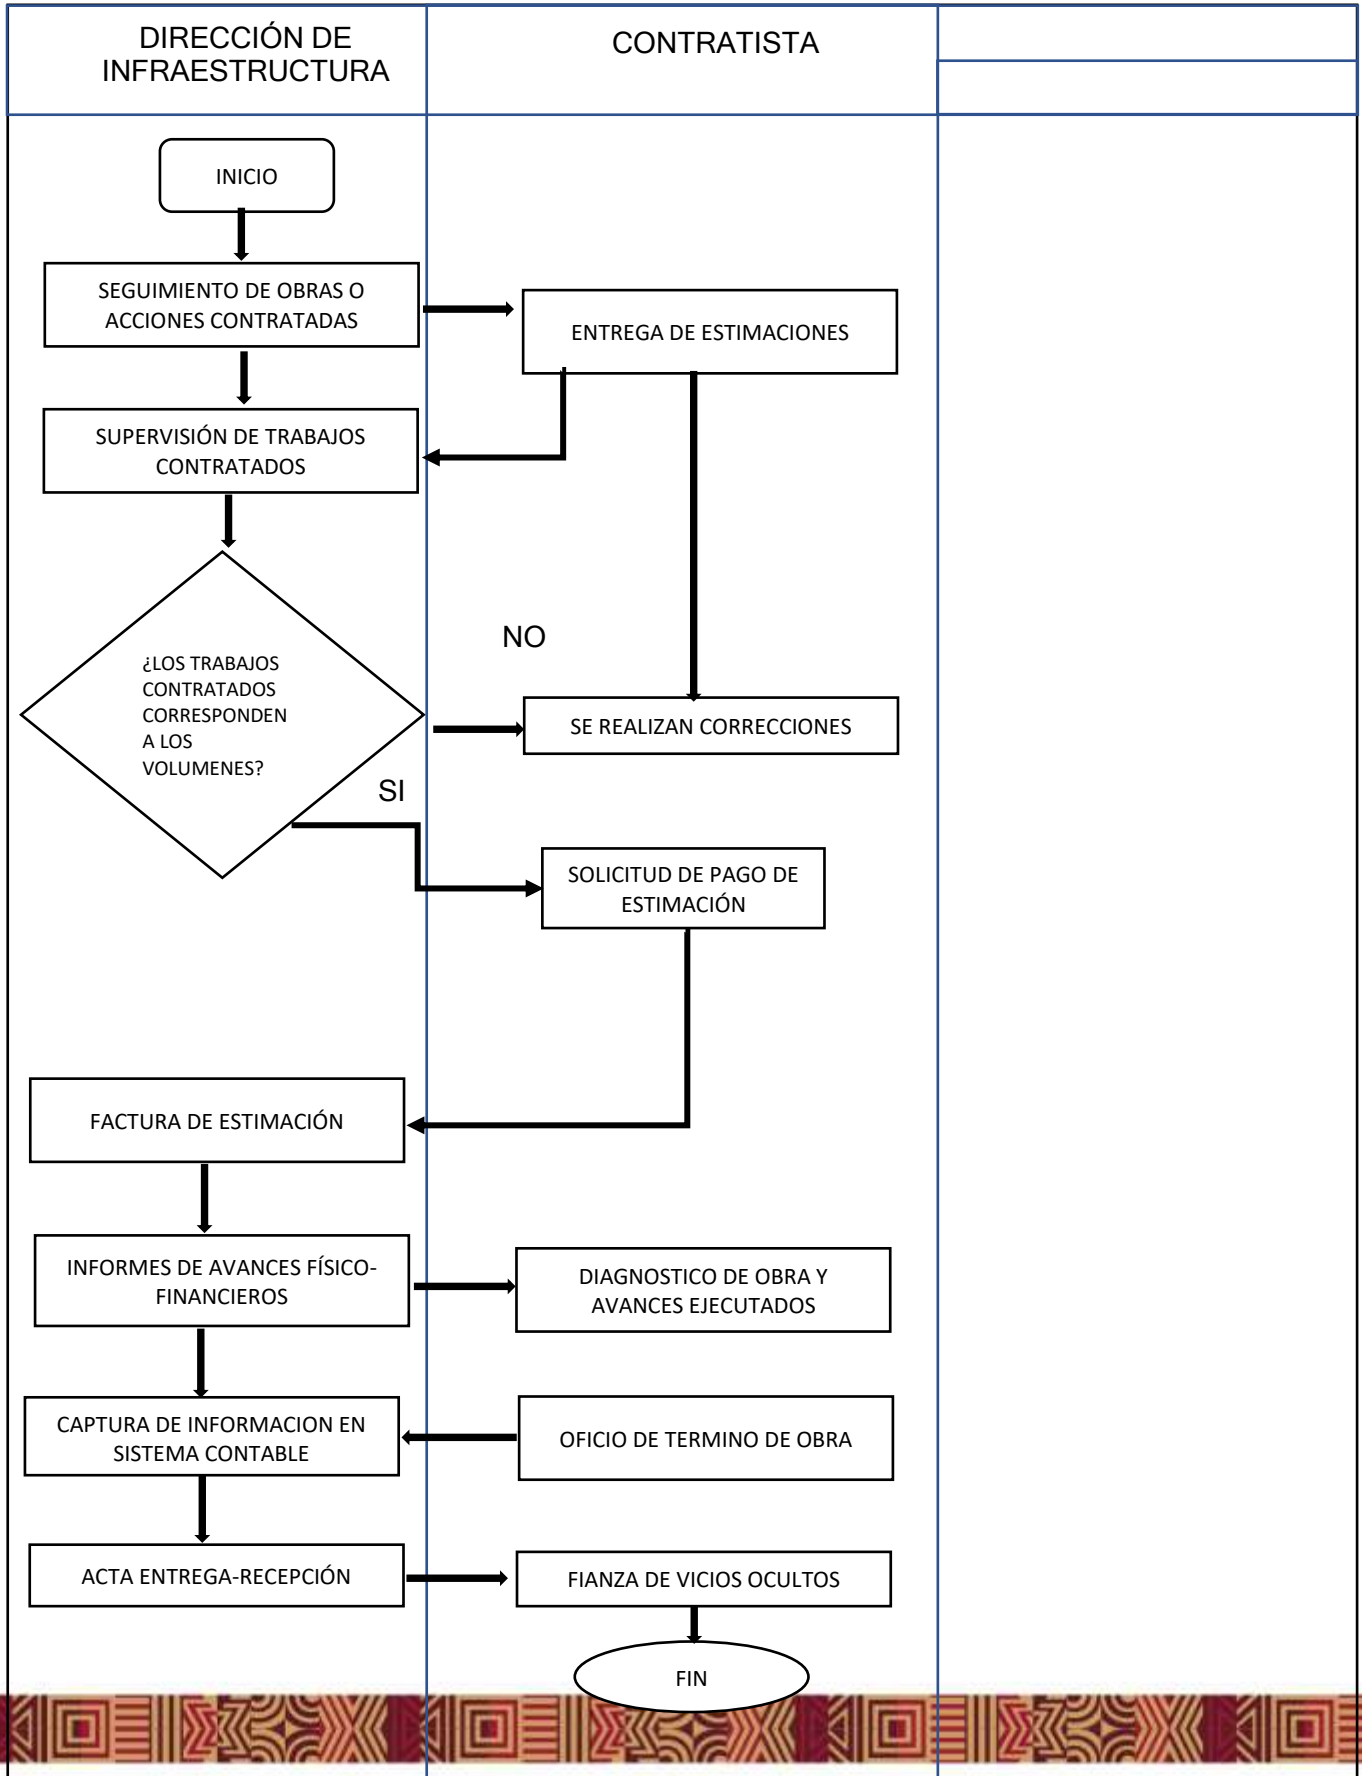 DIRECCIÓN DE
INFRAESTRUCTURA
CONTRATISTA
INICIO
SEGUIMIENTO DE OBRAS O
ACCIONES CONTRATADAS
ENTREGA DE ESTIMACIONES
SUPERVISIÓN DE TRABAJOS
CONTRATADOS
¿LOS TRABAJOS
CONTRATADOS
CORRESPONDEN
A LOS
VOLUMENES?
NO
SE REALIZAN CORRECCIONES
SI
SOLICITUD DE PAGO DE
ESTIMACIÓN
FACTURA DE ESTIMACIÓN
INFORMES DE AVANCES FÍSICO-
FINANCIEROS
DIAGNOSTICO DE OBRA Y
AVANCES EJECUTADOS
CAPTURA DE INFORMACION EN
SISTEMA CONTABLE
OFICIO DE TERMINO DE OBRA
ACTA ENTREGA-RECEPCIÓN
FIANZA DE VICIOS OCULTOS
FIN